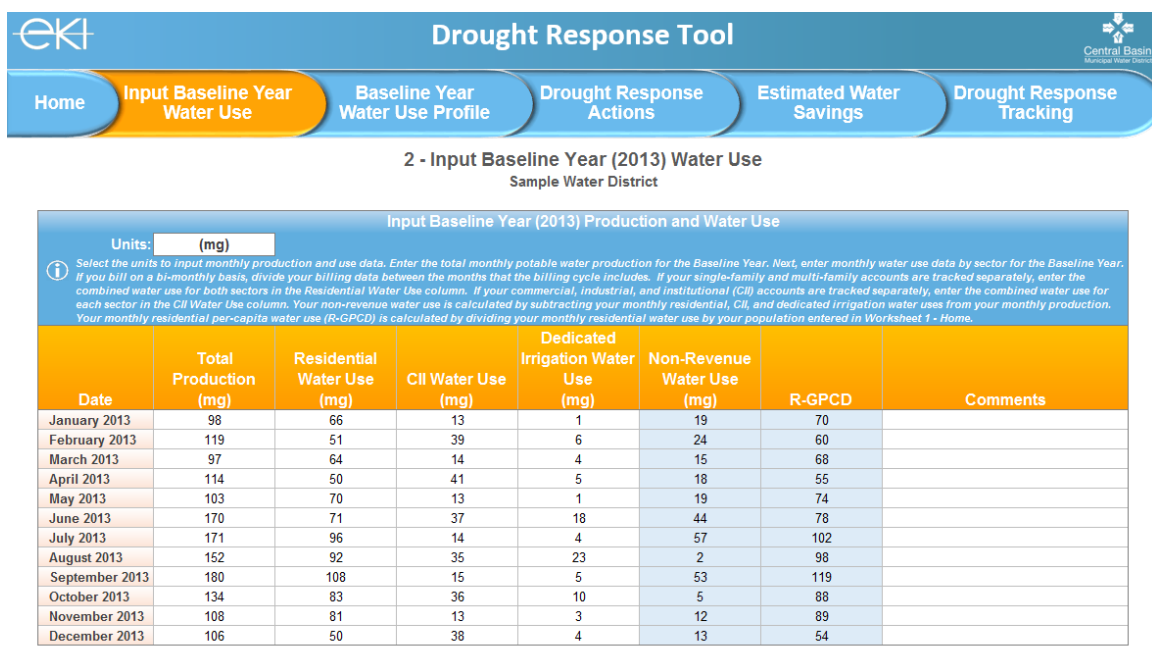 eki
Drought Response Tool
Central Basin
Municipal Water District
Home
Input Baseline Year
Water Use
Baseline Year
Water Use Profile
Drought Response
Actions
Estimated Water
Savings
Drought Response
Tracking
2 - Input Baseline Year (2013) Water Use
Sample Water District
Input Baseline Year (2013) Production and Water Use
Units: (mg)
Select the units to input monthly production and use data. Enter the total monthly potable water production for the Baseline Year. Next, enter monthly water use data by sector for the Baseline Year.
If you bill on a bi-monthly basis, divide your billing data between the months that the billing cycle includes. If your single-family and multi-family accounts are tracked separately, enter the
combined water use for both sectors in the Residential Water Use column. If your commercial, industrial, and institutional (CII) accounts are tracked separately, enter the combined water use for
each sector in the CII Water Use column. Your non-revenue water use is calculated by subtracting your monthly residential, CII, and dedicated irrigation water uses from your monthly production.
Your monthly residential per-capita water use (R-GPCD) is calculated by dividing your monthly residential water use by your population entered in Worksheet 1 - Home.
Date
Total
Production
(mg)
Residential
Water Use
(mg)
CII Water Use
(mg)
Dedicated
Irrigation Water
Use
(mg)
Non-Revenue
Water Use
(mg)
R-GPCD
Comments
January 2013 98 66 13 1 19 70
February 2013 119 51 39 6 24 60
March 2013 97 64 14 4 15 68
April 2013 114 50 41 5 18 55
May 2013 103 70 13 1 19 74
June 2013 170 71 37 18 44 78
July 2013 171 96 14 4 57 102
August 2013 152 92 35 23 2 98
September 2013 180 108 15 5 53 119
October 2013 134 83 36 10 5 88
November 2013 108 81 13 3 12 89
December 2013 106 50 38 4 13 54